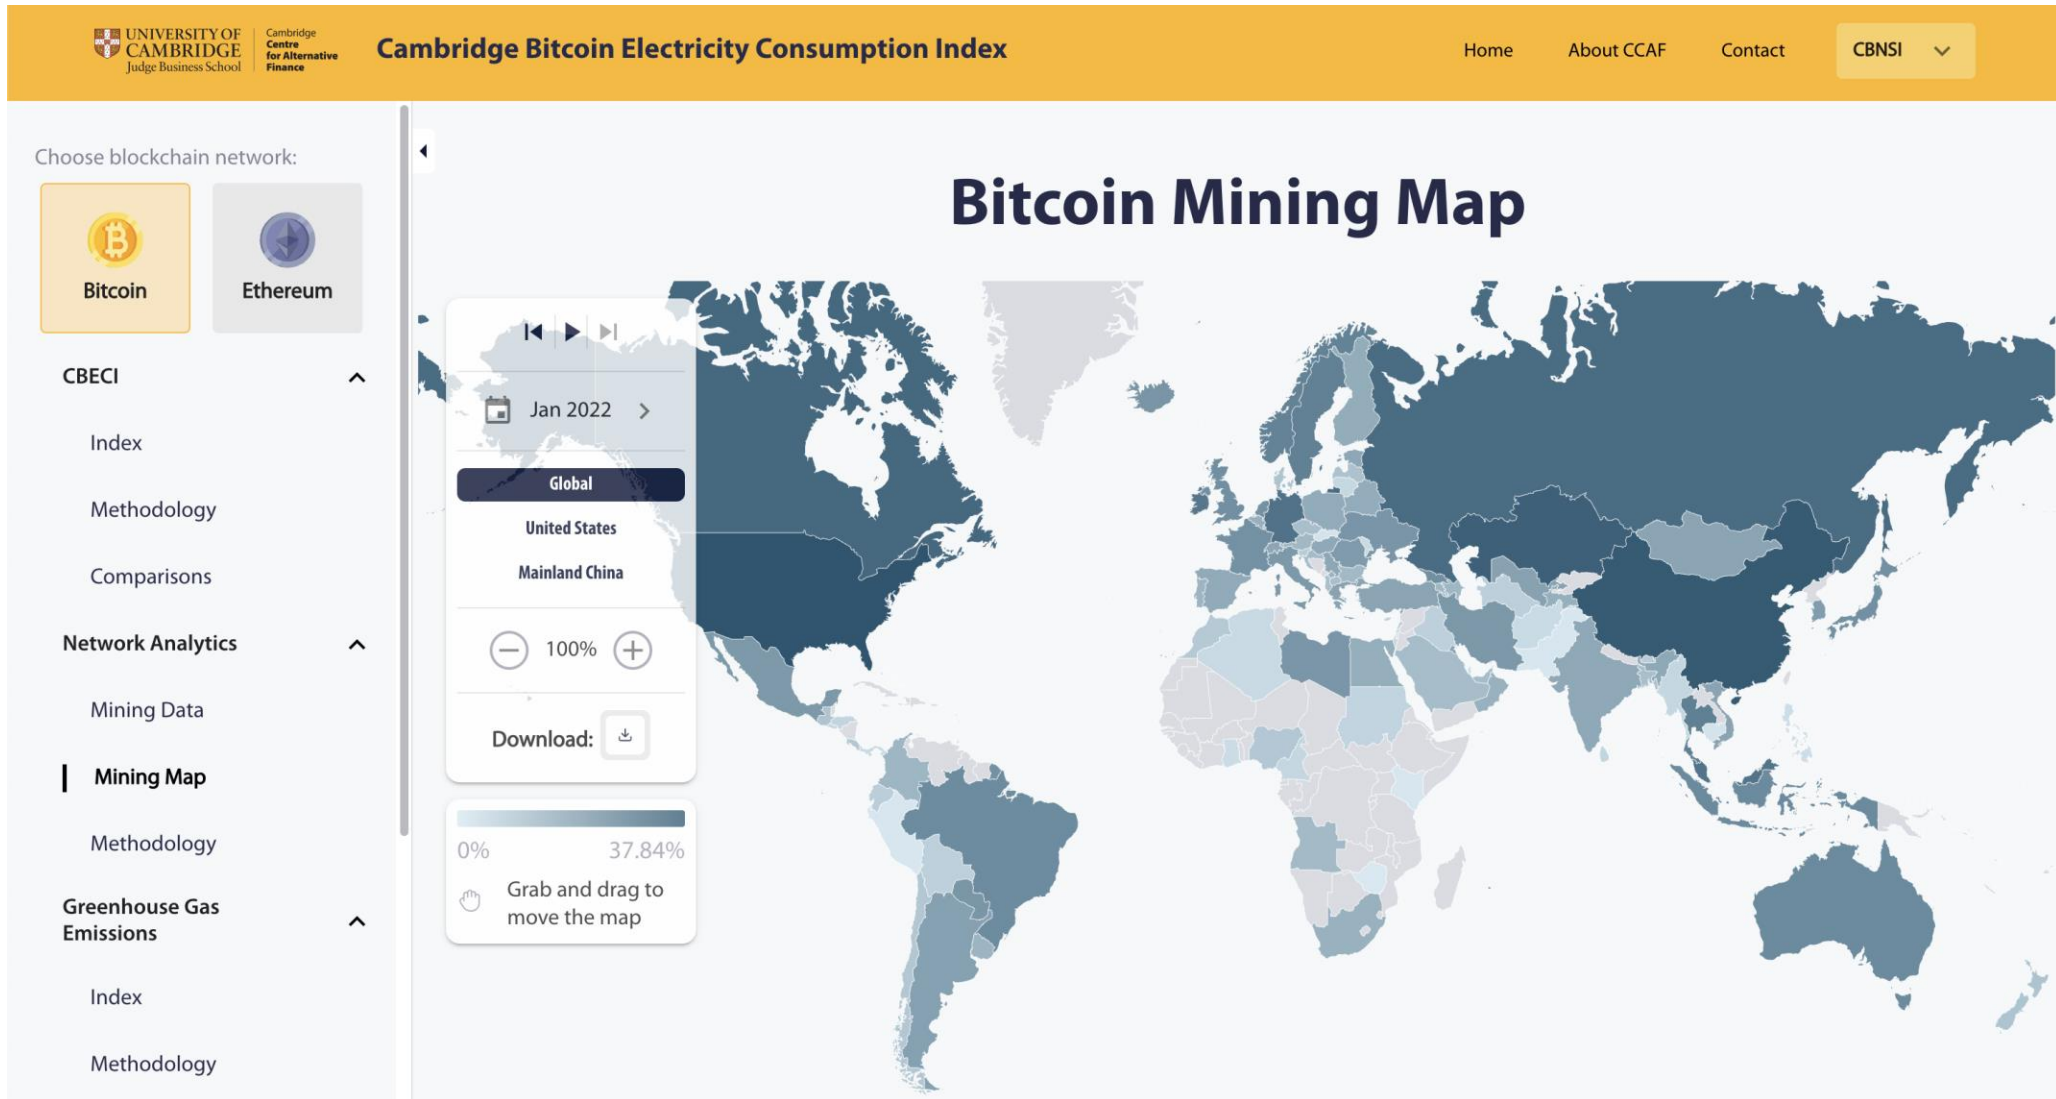 UNIVERSITY OF
CAMBRIDGE
Judge Business School
Cambridge
Centre
for Alternative
Finance
Cambridge Bitcoin Electricity Consumption Index
Home
About CCAF
Contact
CBNSI
Choose blockchain network:
Bitcoin
Ethereum
CBECI
Index
Methodology
Comparisons
Network Analytics
Mining Data
Mining Map
Methodology
Greenhouse Gas
Emissions
Index
Methodology
Bitcoin Mining Map
Jan 2022
Global
United States
Mainland China
100%
Download:
0%
37.84%
Grab and drag to
move the map